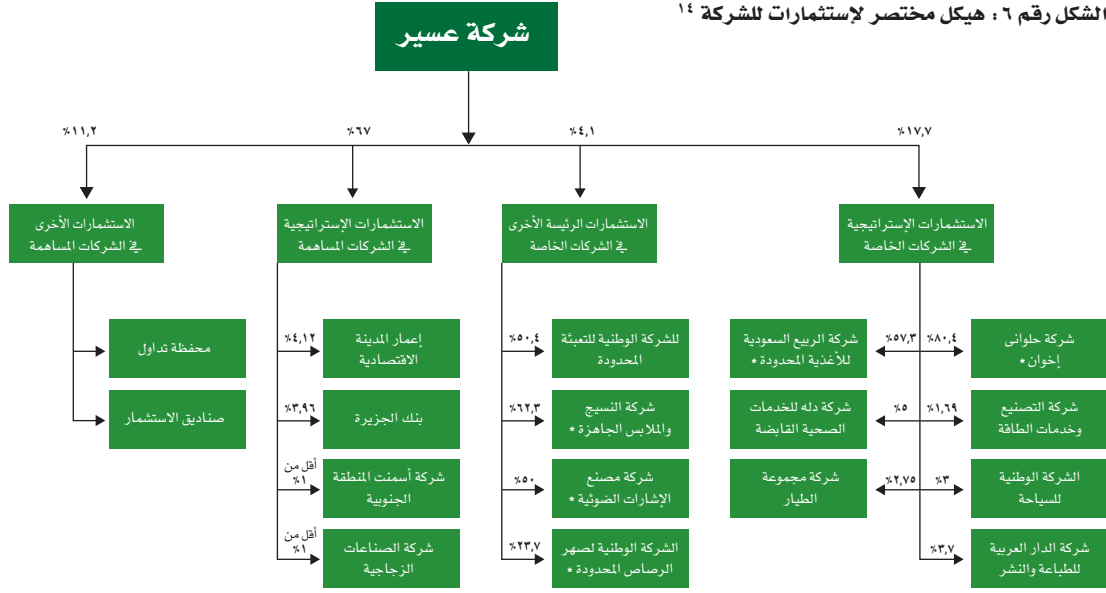 الشكل رقم ٦ : هيكل مختصر لإستثمارات للشركة ١٤
شركة عسير
٪١٧,٧
٪٤,١
٪٦٧
٪١١,٢
الاستثمارات الإستراتيجية
في الشركات الخاصة
الاستثمارات الرئيسة الأخرى
في الشركات الخاصة
الاستثمارات الإستراتيجية
في الشركات المساهمة
الاستثمارات الأخرى
في الشركات المساهمة
٪٨٠,٤
شركة حلوانى
إخوان *
٪١,٦٩
شركة التصنيع
وخدمات الطاقة
٪٣
الشركة الوطنية
للسياحة
٪٣,٧
شركة الدار العربية
للطباعة والنشر
٪٥٧,٣
شركة الربيع السعودية
للأغذية المحدودة *
٪٥
شركة دله للخدمات
الصحية القابضة
٪٢,٧٥
شركة مجموعة
الطيار
٪٥٠,٤
للشركة الوطنية للتعبئة
المحدودة
٪٦٢,٣
شركة النسيج
والملابس الجاهزة *
٪٥٠
شركة مصنع
الإشارات الضوئية *
٪٢٣,٧
الشركة الوطنية لصهر
الرصاص المحدودة *
٪٤,١٢
إعمار المدينة
الاقتصادية
٪٣,٩٦
بنك الجزيرة
أقل من
٪١
شركة أسمنت المنطقة
الجنوبية
أقل من
٪١
شركة الصناعات
الزجاجية
محفظة تداول
صناديق الاستثمار